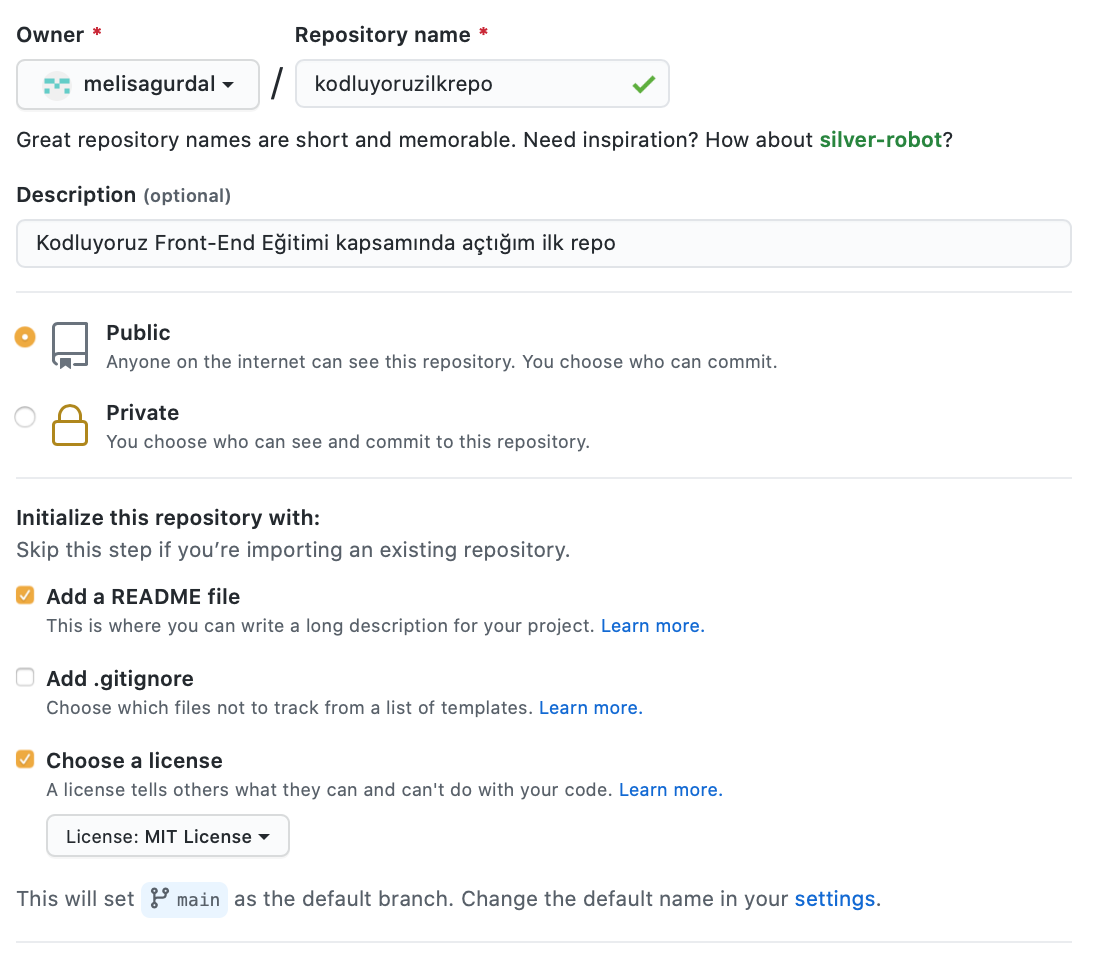 Owner * Repository name *
melisagurdal / kodluyoruzilkrepo
Great repository names are short and memorable. Need inspiration? How about silver-robot?
Description (optional)
Kodluyoruz Front-End Eğitimi kapsamında açtığım ilk repo
Public
Anyone on the internet can see this repository. You choose who can commit.
Private
You choose who can see and commit to this repository.
Initialize this repository with:
Skip this step if you’re importing an existing repository.
Add a README file
This is where you can write a long description for your project. Learn more.
Add .gitignore
Choose which files not to track from a list of templates. Learn more.
Choose a license
A license tells others what they can and can't do with your code. Learn more.
License: MIT License
This will set main as the default branch. Change the default name in your settings.